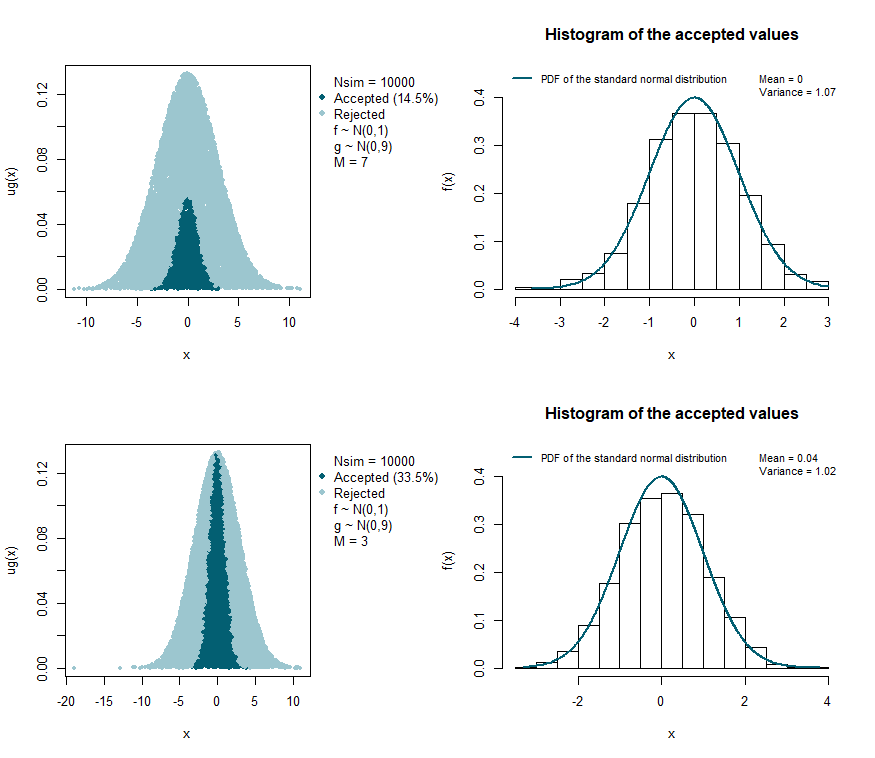 Histogram of the accepted values
Nsim = 10000
Accepted (14.5%)
Rejected
f ~ N(0,1)
g ~ N(0,9)
M = 7
ug(x)
0.00 0.04 0.08 0.12
-10 -5 0 5 10
x
PDF of the standard normal distribution
Mean = 0
Variance = 1.07
f(x)
0.0 0.1 0.2 0.3 0.4
-4 -3 -2 -1 0 1 2 3
x
Histogram of the accepted values
Nsim = 10000
Accepted (33.5%)
Rejected
f ~ N(0,1)
g ~ N(0,9)
M = 3
ug(x)
0.00 0.04 0.08 0.12
-20 -15 -10 -5 0 5 10
x
PDF of the standard normal distribution
Mean = 0.04
Variance = 1.02
f(x)
0.0 0.1 0.2 0.3 0.4
-2 0 2 4
x